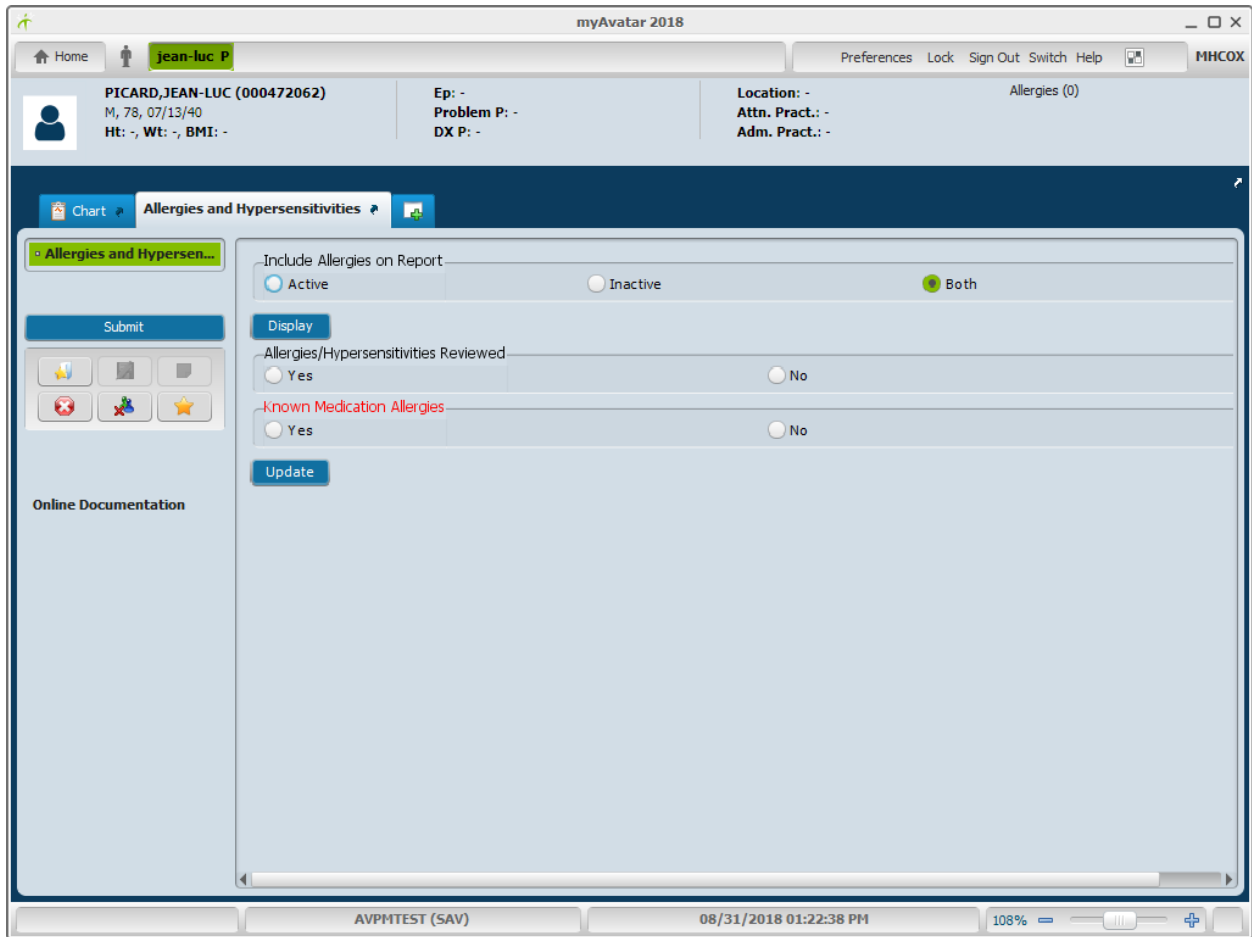 myAvatar 2018
Home jean-luc P Preferences Lock Sign Out Switch Help MHCOX
PICARD,JEAN-LUC (000472062) Ep: - Location: - Allergies (0)
M, 78, 07/13/40 Problem P: - Attn. Pract.: -
Ht: -, Wt: -, BMI: - DX P: - Adm. Pract.: -
Chart Allergies and Hypersensitivities
Allergies and Hypersen...
Include Allergies on Report
Active Inactive Both
Submit
Display
Allergies/Hypersensitivities Reviewed
Yes No
Known Medication Allergies
Yes No
Update
Online Documentation
AVPMTEST (SAV) 08/31/2018 01:22:38 PM 108%